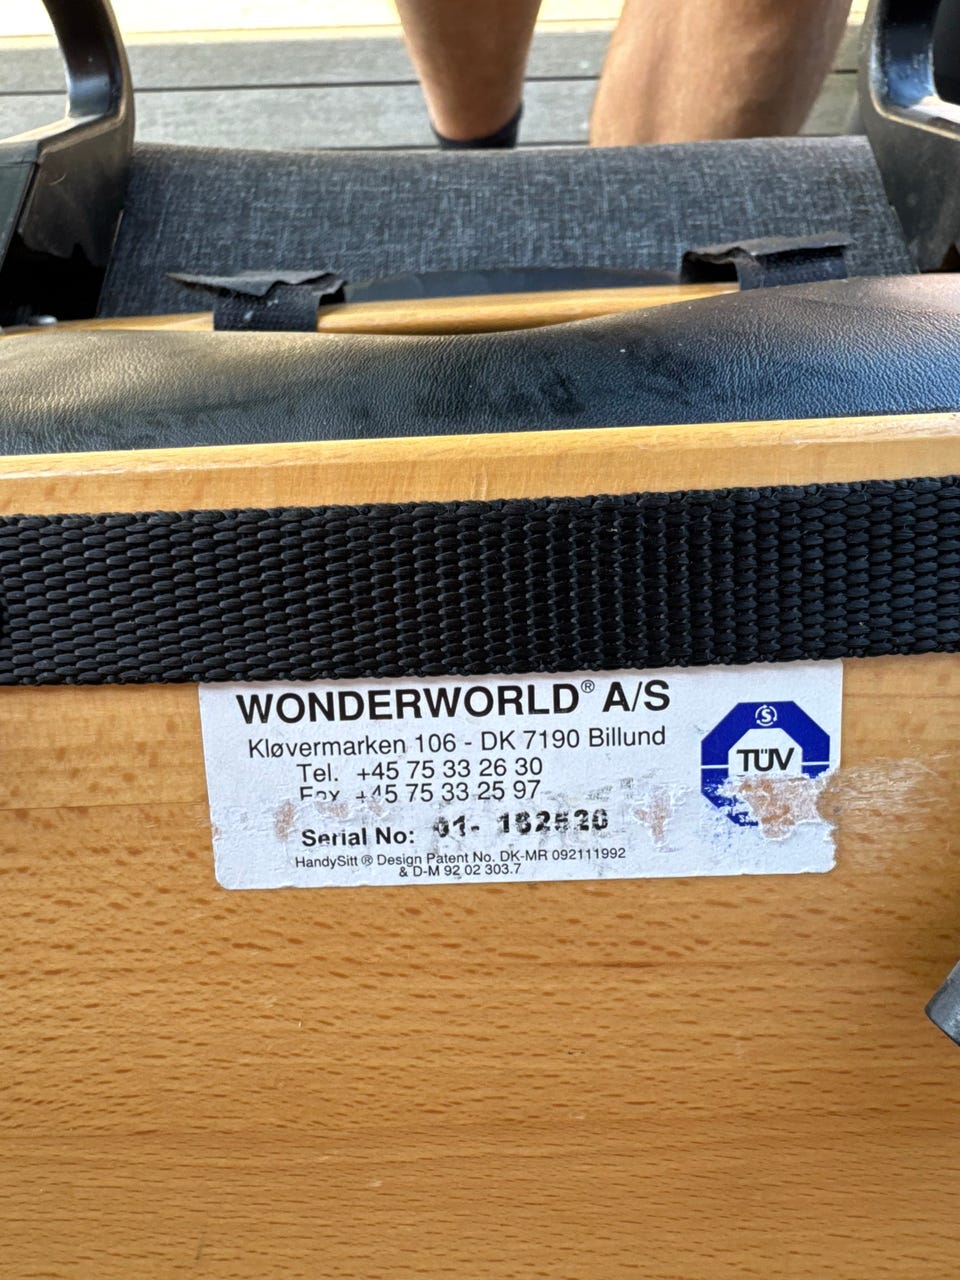 WONDERWORLD® A/S
Kløvermarken 106 - DK 7190 Billund
Tel. +45 75 33 26 30
Fax +45 75 33 25 97
Serial No:
HandySitt ® Design Patent No. DK-MR 092111992
& D-M 92 02 303.7
S
TÜV